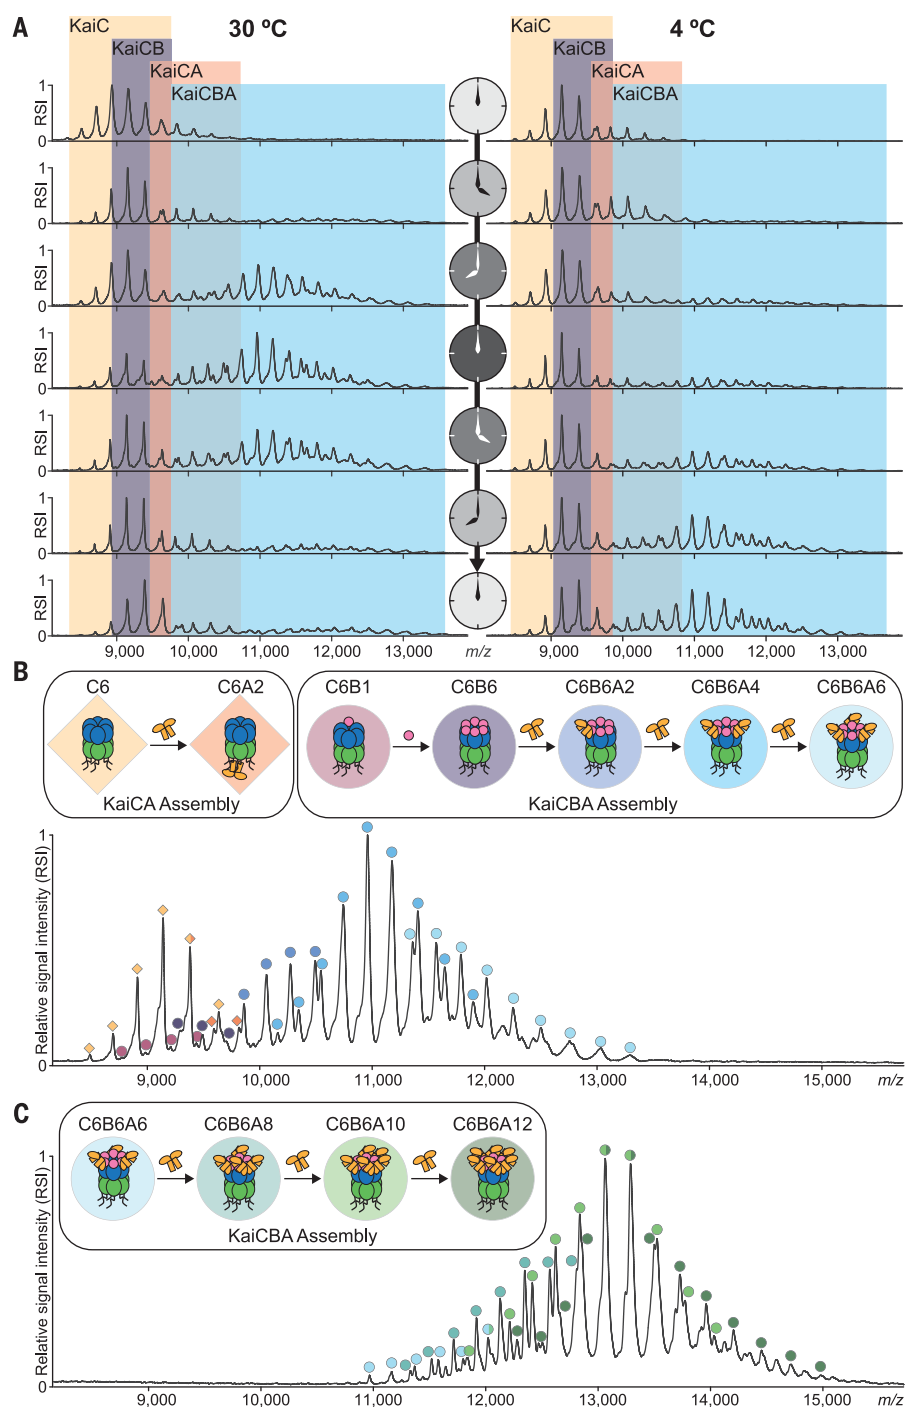 A
30 ºC
4 ºC
KaiC
KaiCB
KaiCA
KaiCBA
KaiC
KaiCB
KaiCA
KaiCBA
RSI
1
0
RSI
1
0
RSI
1
0
RSI
1
0
RSI
1
0
RSI
1
0
RSI
1
0
9,000
10,000
11,000
12,000
13,000
m/z
9,000
10,000
11,000
12,000
13,000
B
C6
C6A2
KaiCA Assembly
C6B1
C6B6
C6B6A2
C6B6A4
C6B6A6
KaiCBA Assembly
Relative signal intensity (RSI)
1
0
9,000
10,000
11,000
12,000
13,000
14,000
15,000
m/z
C
C6B6A6
C6B6A8
C6B6A10
C6B6A12
KaiCBA Assembly
Relative signal intensity (RSI)
1
0
9,000
10,000
11,000
12,000
13,000
14,000
15,000
m/z